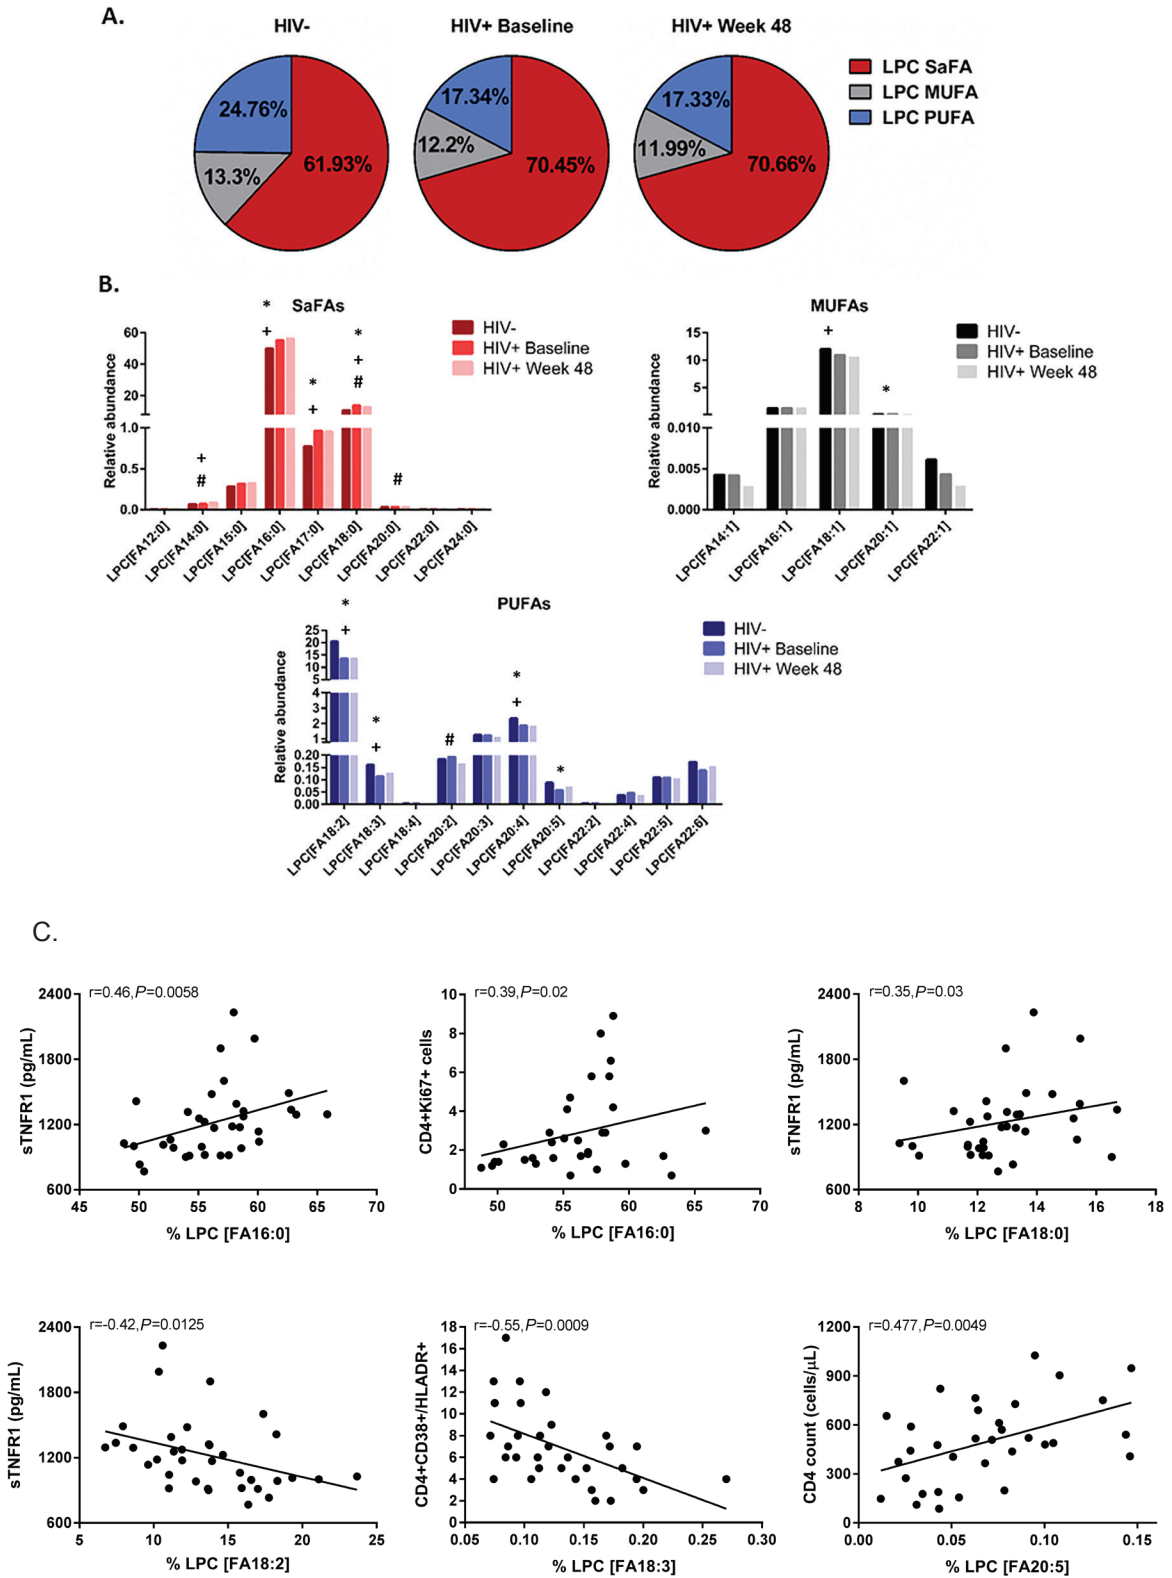 A.
HIV-
HIV+ Baseline
HIV+ Week 48
24.76%
13.3%
61.93%
17.34%
12.2%
70.45%
17.33%
11.99%
70.66%
LPC SaFA
LPC MUFA
LPC PUFA
B.
SaFAs
Relative abundance
Relative abundance
60
40
20
1.0
0.5
0.0
*
+
+
#
*
+
*
+
#
#
HIV-
HIV+ Baseline
HIV+ Week 48
LPC[FA12:0]
LPC[FA14:0]
LPC[FA15:0]
LPC[FA16:0]
LPC[FA17:0]
LPC[FA18:0]
LPC[FA20:0]
LPC[FA22:0]
LPC[FA24:0]
MUFAs
Relative abundance
15
10
5
0.010
0.005
0.000
+
*
HIV-
HIV+ Baseline
HIV+ Week 48
LPC[FA14:1]
LPC[FA16:1]
LPC[FA18:1]
LPC[FA20:1]
LPC[FA22:1]
PUFAs
Relative abundance
25
20
15
10
5
4
3
2
1
0.20
0.15
0.10
0.05
0.00
*
+
*
+
#
*
+
*
HIV-
HIV+ Baseline
HIV+ Week 48
LPC[FA18:2]
LPC[FA18:3]
LPC[FA18:4]
LPC[FA20:2]
LPC[FA20:3]
LPC[FA20:4]
LPC[FA20:5]
LPC[FA22:2]
LPC[FA22:4]
LPC[FA22:5]
LPC[FA22:6]
C.
r=0.46, P=0.0058
sTNFR1 (pg/mL)
2400
1800
1200
600
45 50 55 60 65 70
% LPC [FA16:0]
r=0.39, P=0.02
CD4+Ki67+ cells
10
8
6
4
2
0
50 55 60 65 70
% LPC [FA16:0]
r=0.35, P=0.03
sTNFR1 (pg/mL)
2400
1800
1200
600
8 10 12 14 16 18
% LPC [FA18:0]
r=-0.42, P=0.0125
sTNFR1 (pg/mL)
2400
1800
1200
600
5 10 15 20 25
% LPC [FA18:2]
r=-0.55, P=0.0009
CD4+CD38+/HLADR+
18
16
14
12
10
8
6
4
2
0
0.05 0.10 0.15 0.20 0.25 0.30
% LPC [FA18:3]
r=0.477, P=0.0049
CD4 count (cells/μL)
1200
900
600
300
0
0.00 0.05 0.10 0.15
% LPC [FA20:5]